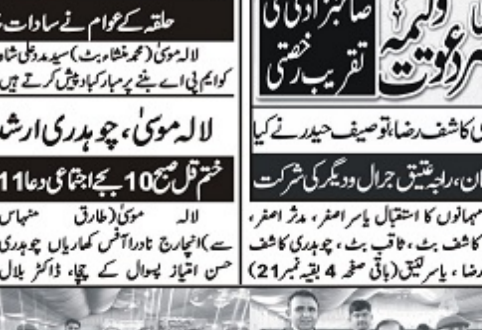 صاحبزادی کی
تقریب رخصتی
ولیمہ
دعوت
کاشف رضا، توصیف حیدر نے کیا
ان، راجہ عتیق جرال ودیگر کی شرکت
مہمانوں کا استقبال یاسر اصغر، مدثر اصغر،
کاشف بٹ، ثاقب بٹ، چوہدری کاشف
رضا، یاسر لئیق (باقی صفحہ 4 بقیہ نمبر 21)
حلقہ کے عوام نے سادات
لالہ موسیٰ (محمد منشاء بٹ) سید مدد علی شاہ
کو ایم پی اے بننے پر مبارکباد پیش کرتے ہیں
لالہ موسیٰ، چوہدری ارشد
ختم قل صبح 10 بجے اجتماعی دعا 11
لالہ موسیٰ (طارق منہاس
سے) انچارج نادرا آفس کھاریاں چوہدری
حسن امتیاز پسوال کے چچا، ڈاکٹر بلال